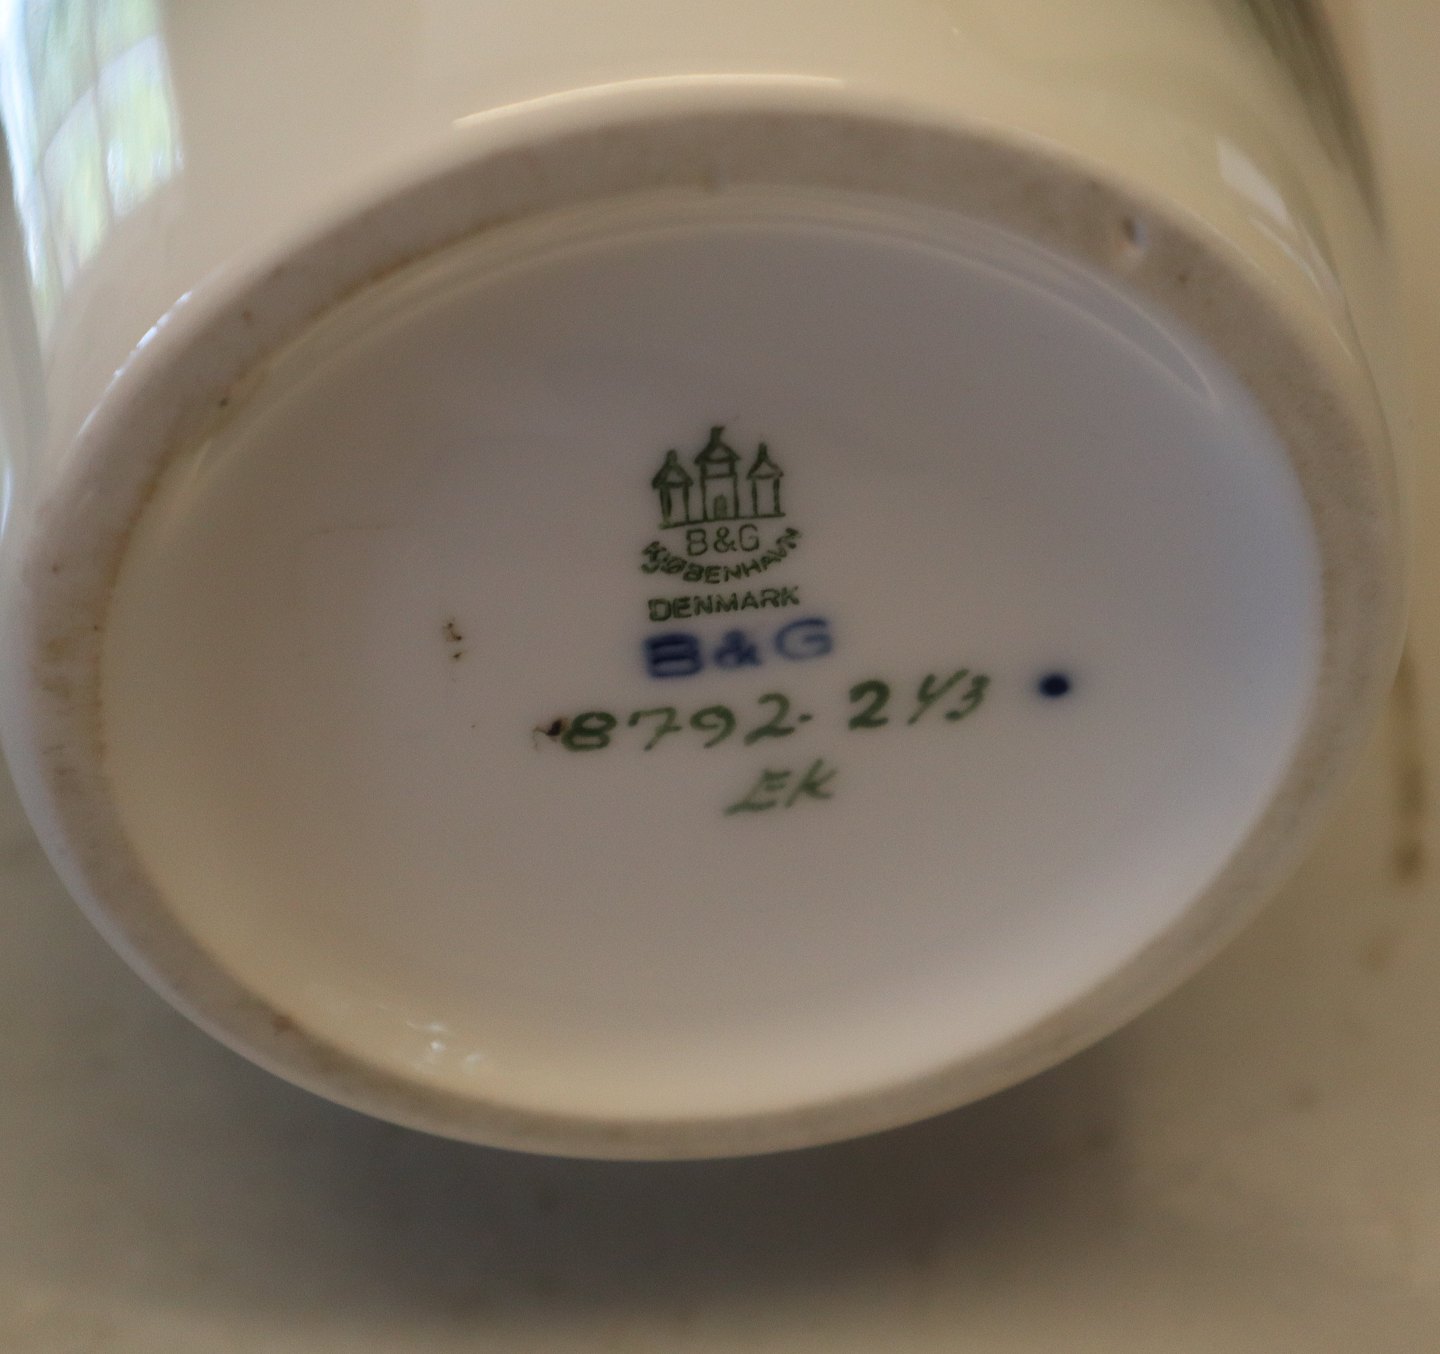 B&G
KJØBENHAVN
DENMARK
B&G
8792. 243
EK